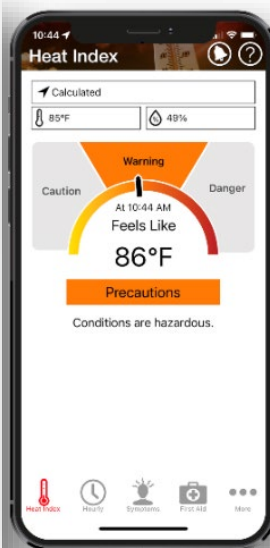 10:44
Heat Index
?
Calculated
85°F
49%
Warning
Caution
Danger
At 10:44 AM
Feels Like
86°F
Precautions
Conditions are hazardous.
Heat Index
Hourly
Symptoms
First Aid
More